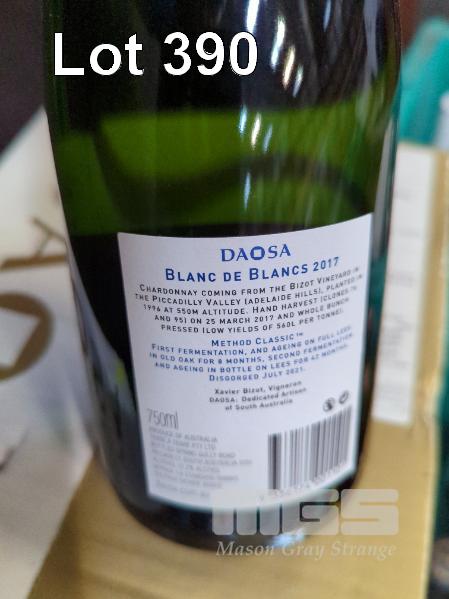 Lot 390
DAOSA
BLANC DE BLANCS 2017
CHARDONNAY COMING FROM THE BIZOT VINEYARD IN
THE PICCADILLY VALLEY (ADELAIDE HILLS), PLANTED IN
1996 AT 550M ALTITUDE. HAND HARVEST (CLONES 76
AND 95) ON 25 MARCH 2017 AND WHOLE BUNCH
PRESSED (LOW YIELDS OF 560L PER TONNE).
METHOD CLASSIC™
FIRST FERMENTATION, AND AGEING ON FULL LEES
IN OLD OAK FOR 8 MONTHS, SECOND FERMENTATION
AND AGEING IN BOTTLE ON LEES FOR 42 MONTHS.
DISGORGED JULY 2021.
Xavier Bizot, Vigneron
DAOSA: Dedicated Artisan
of South Australia
750ml
PRODUCE OF AUSTRALIA
MGS
Mason Gray Strange